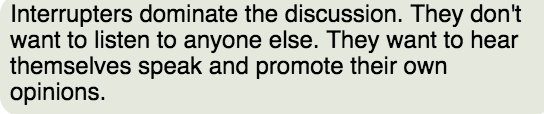 Interrupters dominate the discussion. They don't
want to listen to anyone else. They want to hear
themselves speak and promote their own
opinions.